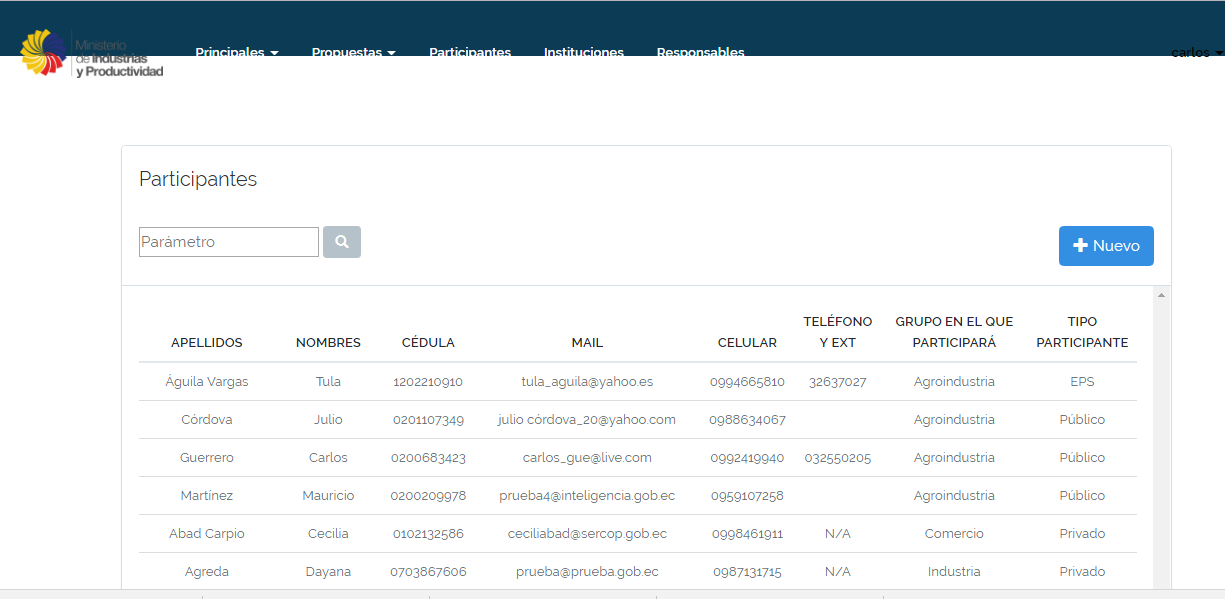 Ministerio
de Industrias
y Productividad
Principales
Propuestas
Participantes
Instituciones
Responsables
carlos
Participantes
Parámetro
Nuevo
APELLIDOS NOMBRES CÉDULA MAIL CELULAR TELÉFONO Y EXT GRUPO EN EL QUE PARTICIPARÁ TIPO PARTICIPANTE
Águila Vargas Tula 1202210910 tula_aguila@yahoo.es 0994665810 32637027 Agroindustria EPS
Córdova Julio 0201107349 julio córdova_20@yahoo.com 0988634067 Agroindustria Público
Guerrero Carlos 0200683423 carlos_gue@live.com 0992419940 032550205 Agroindustria Público
Martínez Mauricio 0200209978 prueba4@inteligencia.gob.ec 0959107258 Agroindustria Público
Abad Carpio Cecilia 0102132586 ceciliabad@sercop.gob.ec 0998461911 N/A Comercio Privado
Agreda Dayana 0703867606 prueba@prueba.gob.ec 0987131715 N/A Industria Privado